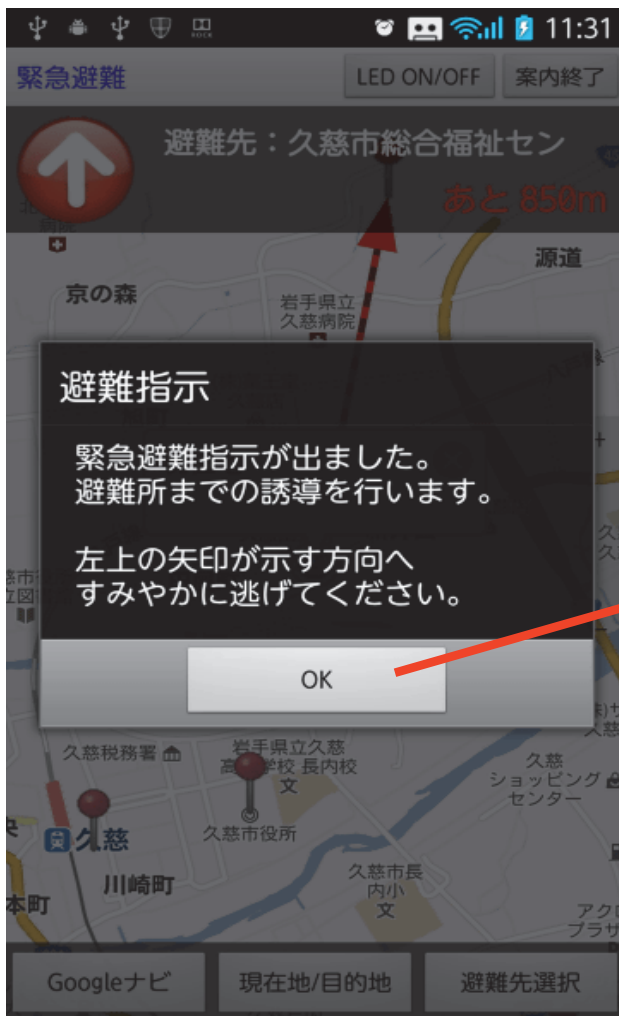 11:31
緊急避難
LED ON/OFF
案内終了
避難先：久慈市総合福祉セン
あと 850m
源道
京の森
岩手県立
久慈病院
避難指示
緊急避難指示が出ました。
避難所までの誘導を行います。
左上の矢印が示す方向へ
すみやかに逃げてください。
OK
久慈税務署
岩手県立久慈
高 学校 長内校
文
久慈
ショッピング
センター
久慈市役所
久慈
川崎町
久慈市長
内小
文
本町
アクロ
プラザ
Googleナビ
現在地/目的地
避難先選択